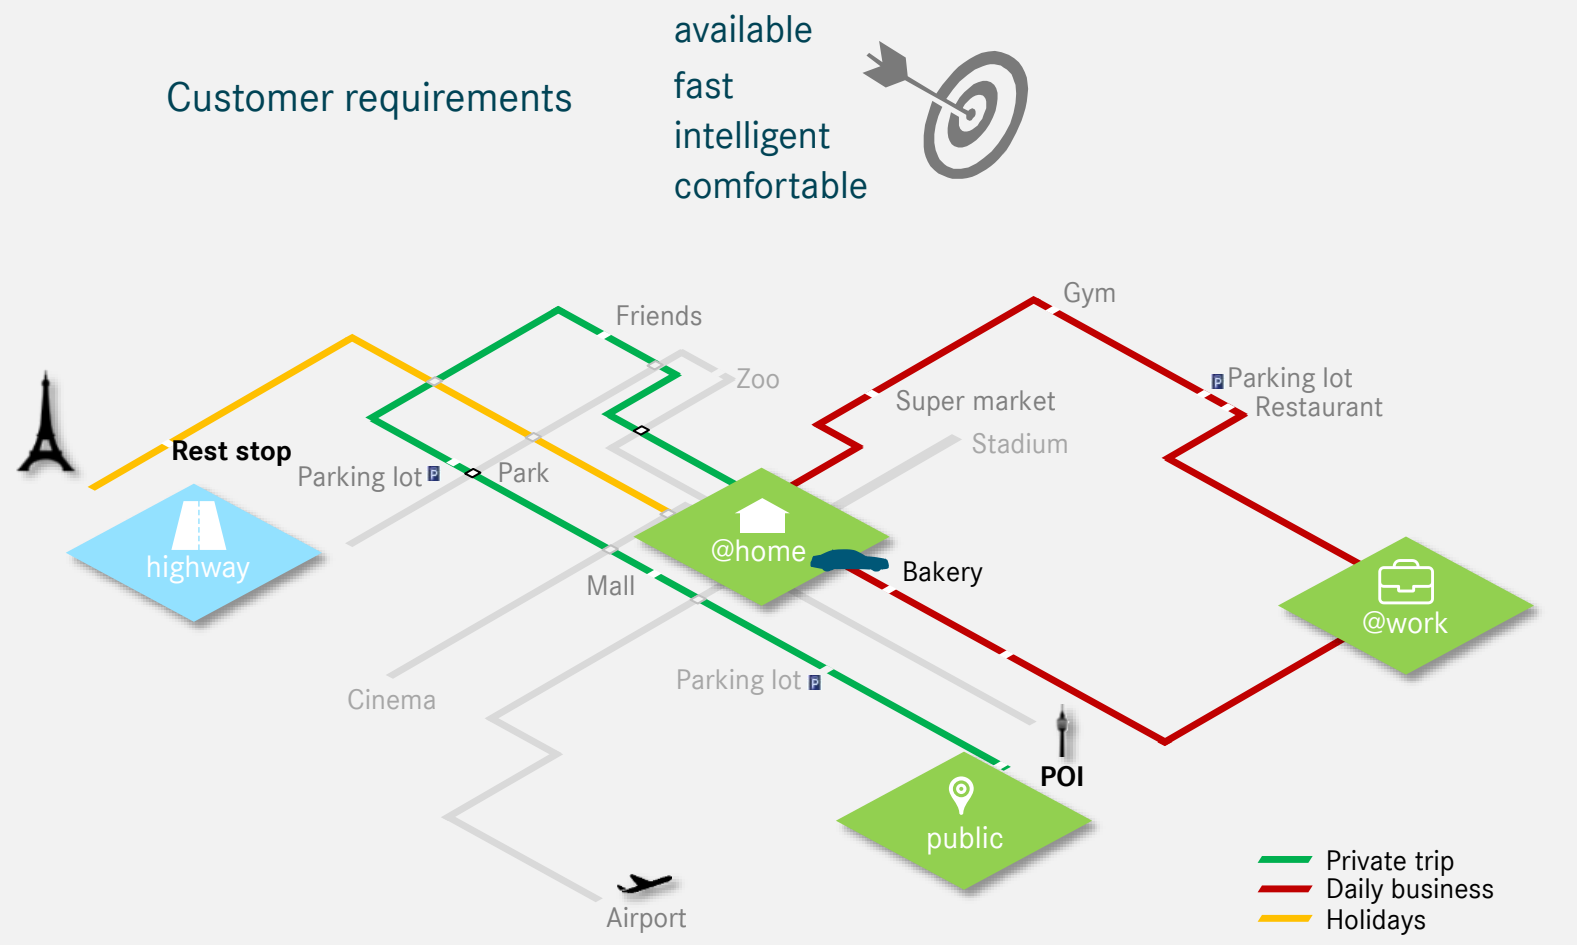 available
fast
Customer requirements
intelligent
comfortable
Gym
Friends
Zoo
P Parking lot
Super market
Restaurant
Stadium
Rest stop
Parking lot P
Park
@home
highway
Bakery
Mall
@work
Parking lot P
Cinema
POI
public
Airport
Private trip
Daily business
Holidays